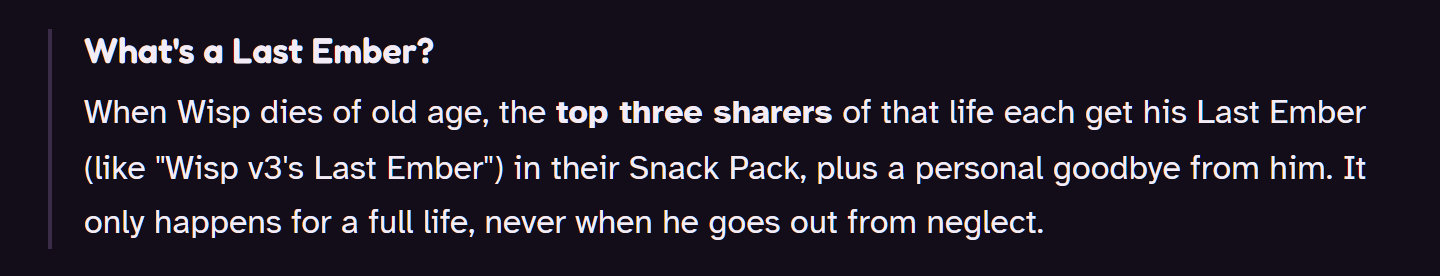 What's a Last Ember?
When Wisp dies of old age, the top three sharers of that life each get his Last Ember
(like "Wisp v3's Last Ember") in their Snack Pack, plus a personal goodbye from him. It
only happens for a full life, never when he goes out from neglect.